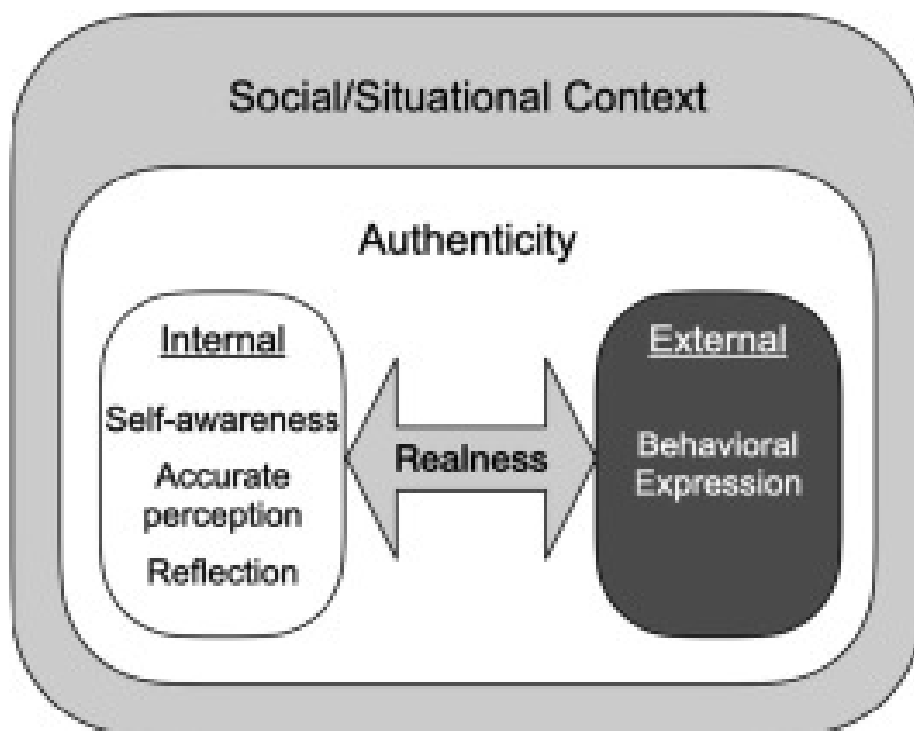 Social/Situational Context
Authenticity
Internal
Self-awareness
Accurate
perception
Reflection
Realness
External
Behavioral
Expression